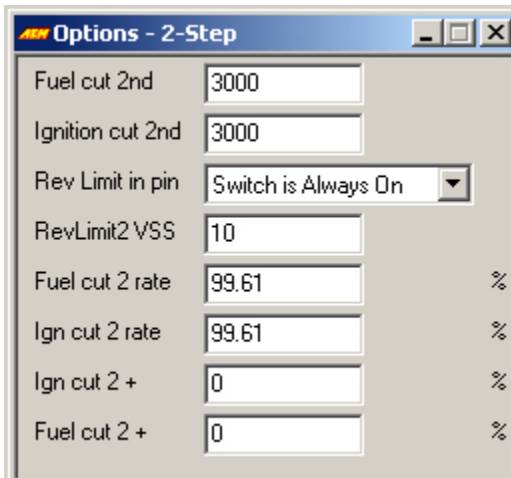 AEM Options - 2-Step
Fuel cut 2nd 3000
Ignition cut 2nd 3000
Rev Limit in pin Switch is Always On
RevLimit2 VSS 10
Fuel cut 2 rate 99.61 %
Ign cut 2 rate 99.61 %
Ign cut 2 + 0 %
Fuel cut 2 + 0 %